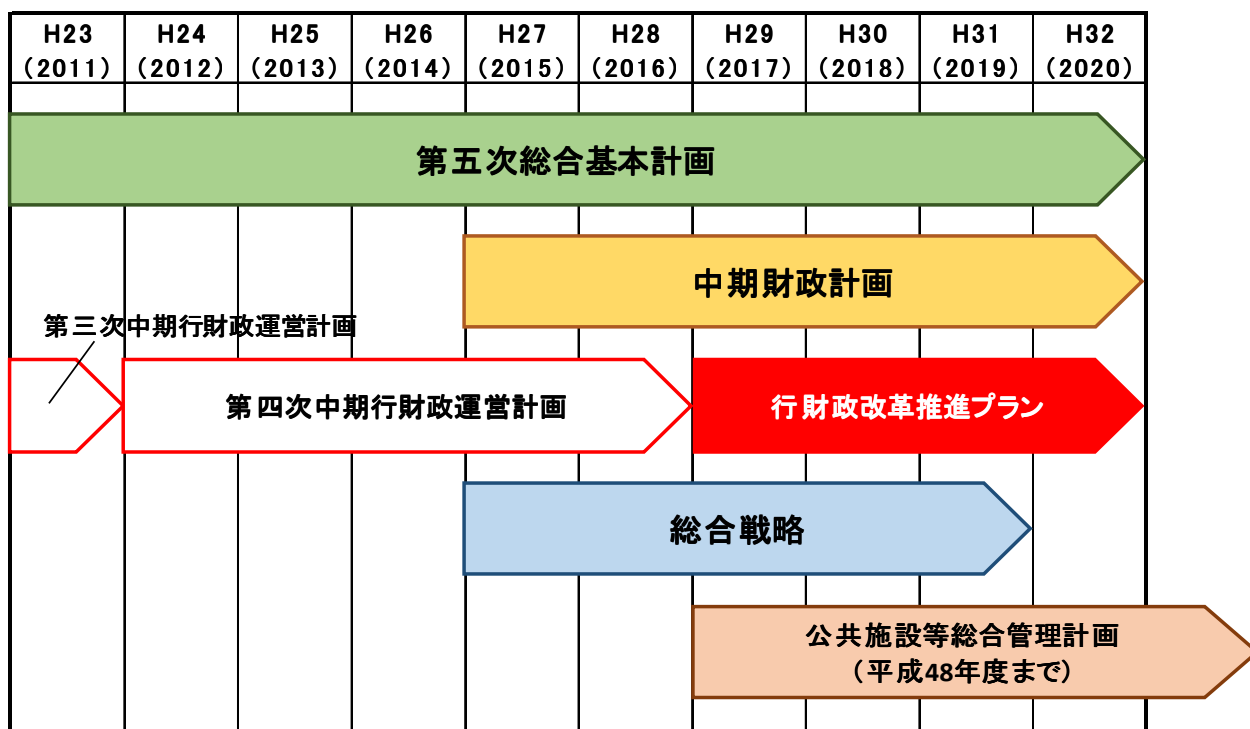 H23 H24 H25 H26 H27 H28 H29 H30 H31 H32
(2011) (2012) (2013) (2014) (2015) (2016) (2017) (2018) (2019) (2020)
第五次総合基本計画
中期財政計画
第三次中期行財政運営計画
第四次中期行財政運営計画
行財政改革推進プラン
総合戦略
公共施設等総合管理計画
（平成48年度まで）